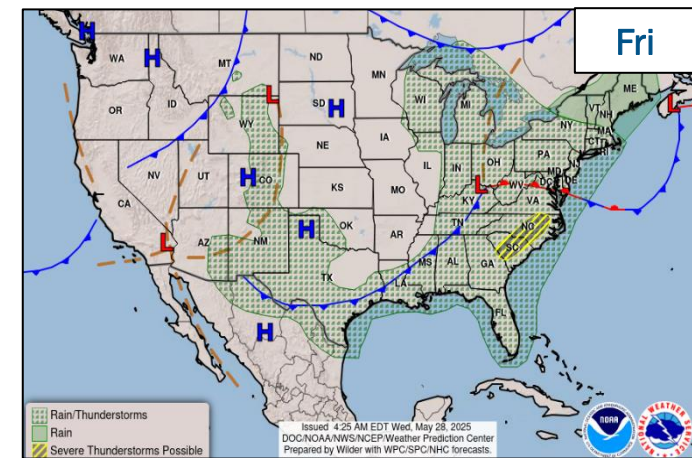 Fri
H
WA
H
MT
ND
MN
OR
ID
L
SD
H
WI
MI
ME
L
WY
VT
NH
NY
MA
CT
RI
NE
IA
PA
NJ
NV
UT
H
CO
IL
IN
OH
MD
DC
DE
L
WV
KS
MO
KY
VA
CA
OK
TN
NC
L
AZ
NM
H
AR
SC
MS
AL
GA
TX
LA
FL
H
Rain/Thunderstorms
Rain
Severe Thunderstorms Possible
Issued 4:25 AM EDT Wed, May 28, 2025
DOC/NOAA/NWS/NCEP/Weather Prediction Center
Prepared by Wilder with WPC/SPC/NHC forecasts.
NOAA
NATIONAL WEATHER SERVICE